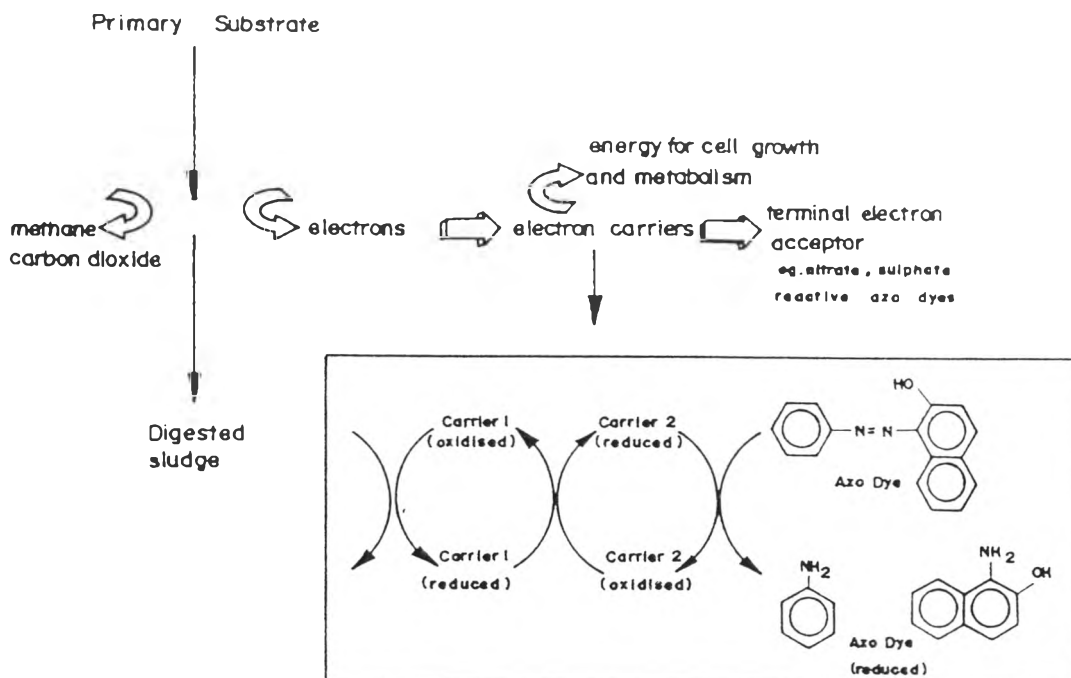 Primary Substrate
energy for cell growth
and metabolism
methane
carbon dioxide
electrons
electron carriers
terminal electron
acceptor
eg. nitrate, sulphate
reactive azo dyes
Digested
sludge
Carrier 1
(oxidised)
Carrier 2
(reduced)
HO
N=N
Azo Dye
Carrier 1
(reduced)
Carrier 2
(oxidised)
NH2
NH2
OH
Azo Dye
(reduced)